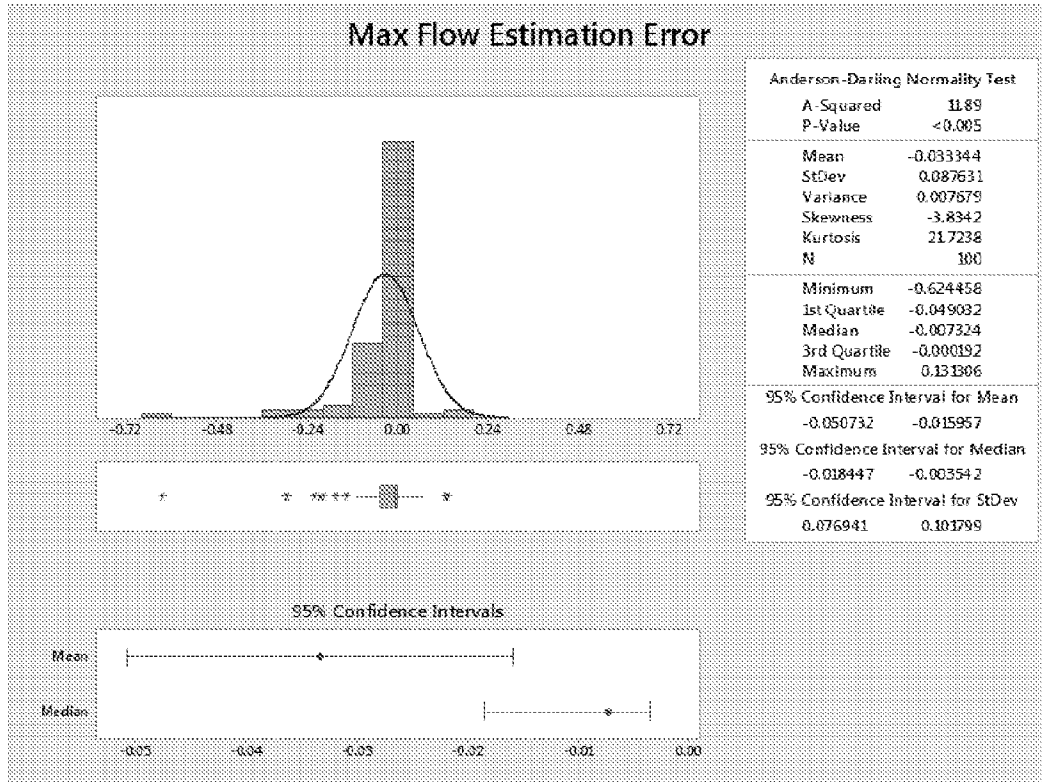 Max Flow Estimation Error
Anderson-Darling Normality Test
A-Squared 11.89
P-Value <0.005
Mean -0.033344
StDev 0.087631
Variance 0.007679
Skewness -3.8342
Kurtosis 21.7238
N 100
Minimum -0.624458
1st Quartile -0.049032
Median -0.007324
3rd Quartile -0.000192
Maximum 0.131306
95% Confidence Interval for Mean
-0.050732 -0.015957
95% Confidence Interval for Median
-0.018447 -0.003542
95% Confidence Interval for StDev
0.076941 0.101799
-0.72 -0.48 -0.24 0.00 0.24 0.48 0.72
95% Confidence Intervals
Mean
Median
-0.05 -0.04 -0.03 -0.02 -0.01 0.00